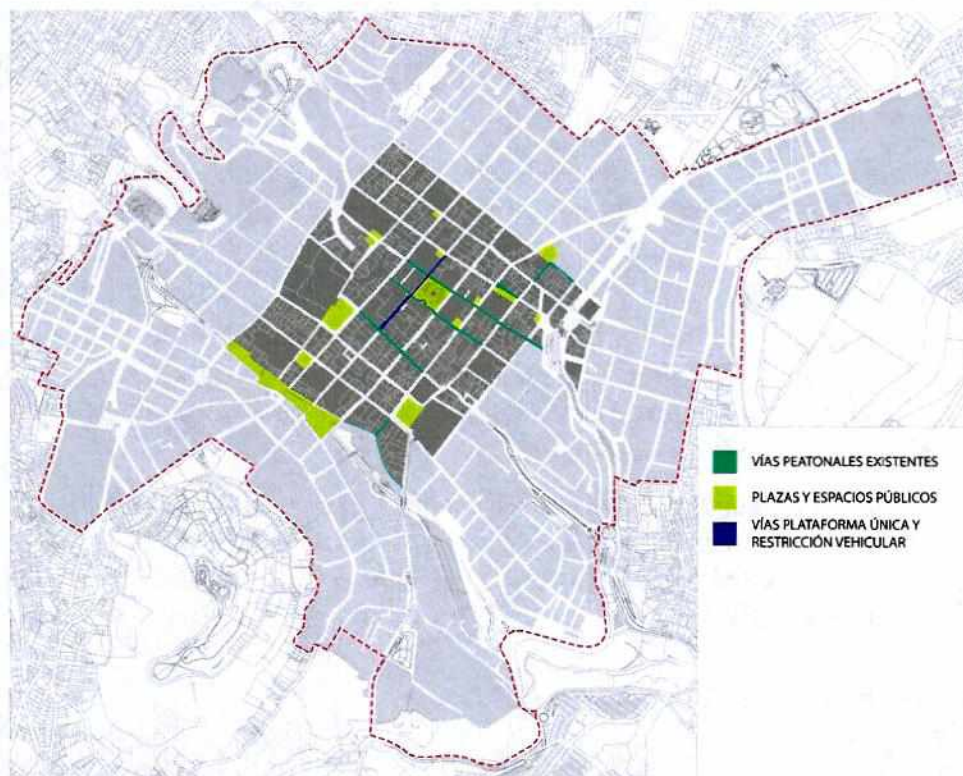 VÍAS PEATONALES EXISTENTES
PLAZAS Y ESPACIOS PÚBLICOS
VÍAS PLATAFORMA ÚNICA Y
RESTRICCIÓN VEHICULAR